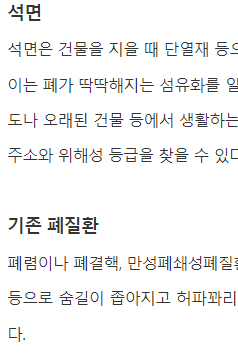 석면
석면은 건물을 지을 때 단열재 등으
이는 폐가 딱딱해지는 섬유화를 일
도나 오래된 건물 등에서 생활하는
주소와 위해성 등급을 찾을 수 있다
기존 폐질환
폐렴이나 폐결핵, 만성폐쇄성폐질환
등으로 숨길이 좁아지고 허파꽈리
다.